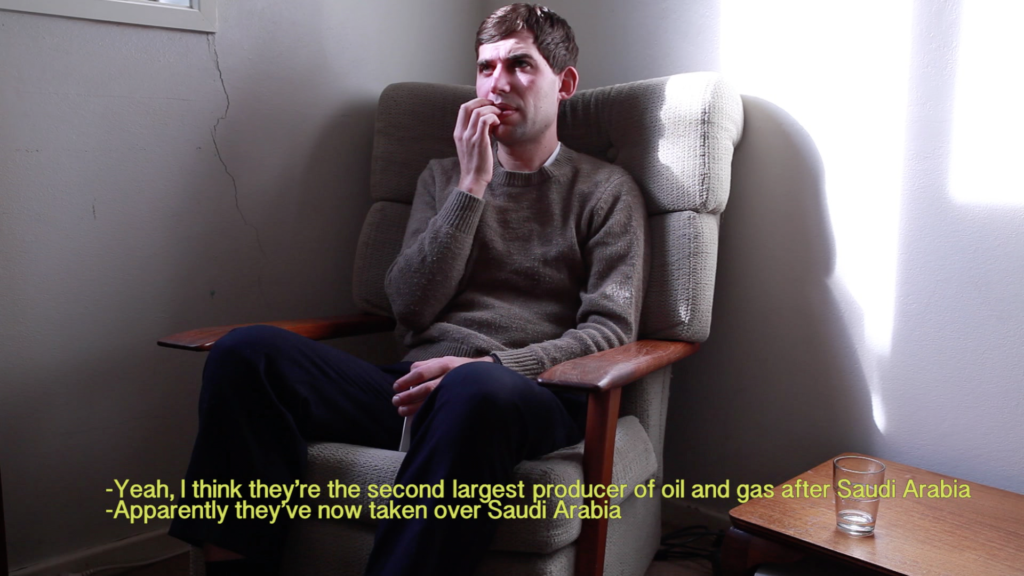 -Yeah, I think they're the second largest producer of oil and gas after Saudi Arabia
-Apparently they've now taken over Saudi Arabia